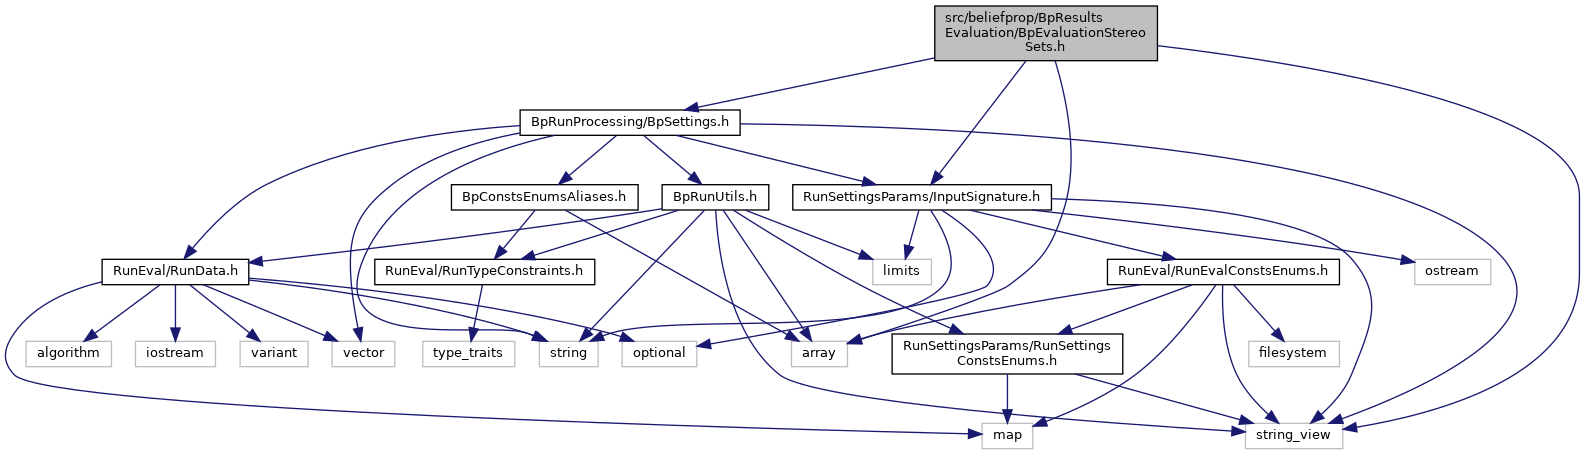 src/beliefprop/BpResults
Evaluation/BpEvaluationStereo
Sets.h
BpRunProcessing/BpSettings.h
BpConstsEnumsAliases.h
BpRunUtils.h
RunSettingsParams/InputSignature.h
RunEval/RunData.h
RunEval/RunTypeConstraints.h
limits
RunEval/RunEvalConstsEnums.h
ostream
algorithm
iostream
variant
vector
type_traits
string
optional
array
RunSettingsParams/RunSettings
ConstsEnums.h
filesystem
map
string_view